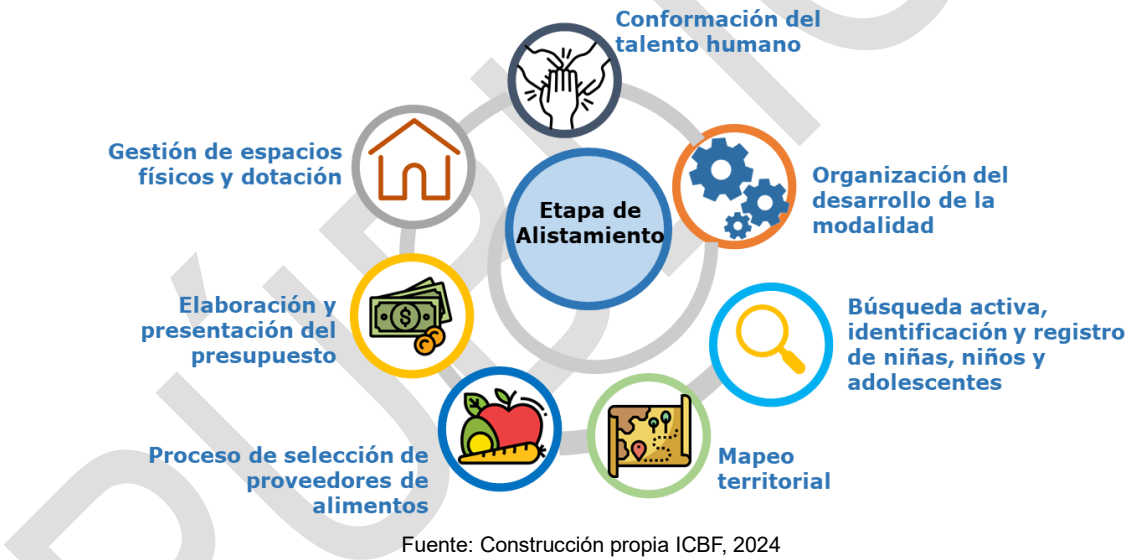 Conformación del
talento humano
Gestión de espacios
físicos y dotación
Etapa de
Alistamiento
Organización del
desarrollo de la
modalidad
Elaboración y
presentación del
presupuesto
Búsqueda activa,
identificación y registro
de niñas, niños y
adolescentes
Proceso de selección de
proveedores de
alimentos
Mapeo
territorial
Fuente: Construcción propia ICBF, 2024